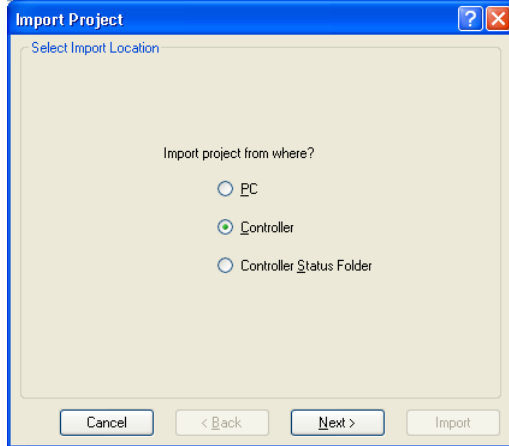 Import Project
Select Import Location
Import project from where?
PC
Controller
Controller Status Folder
Cancel
< Back
Next >
Import